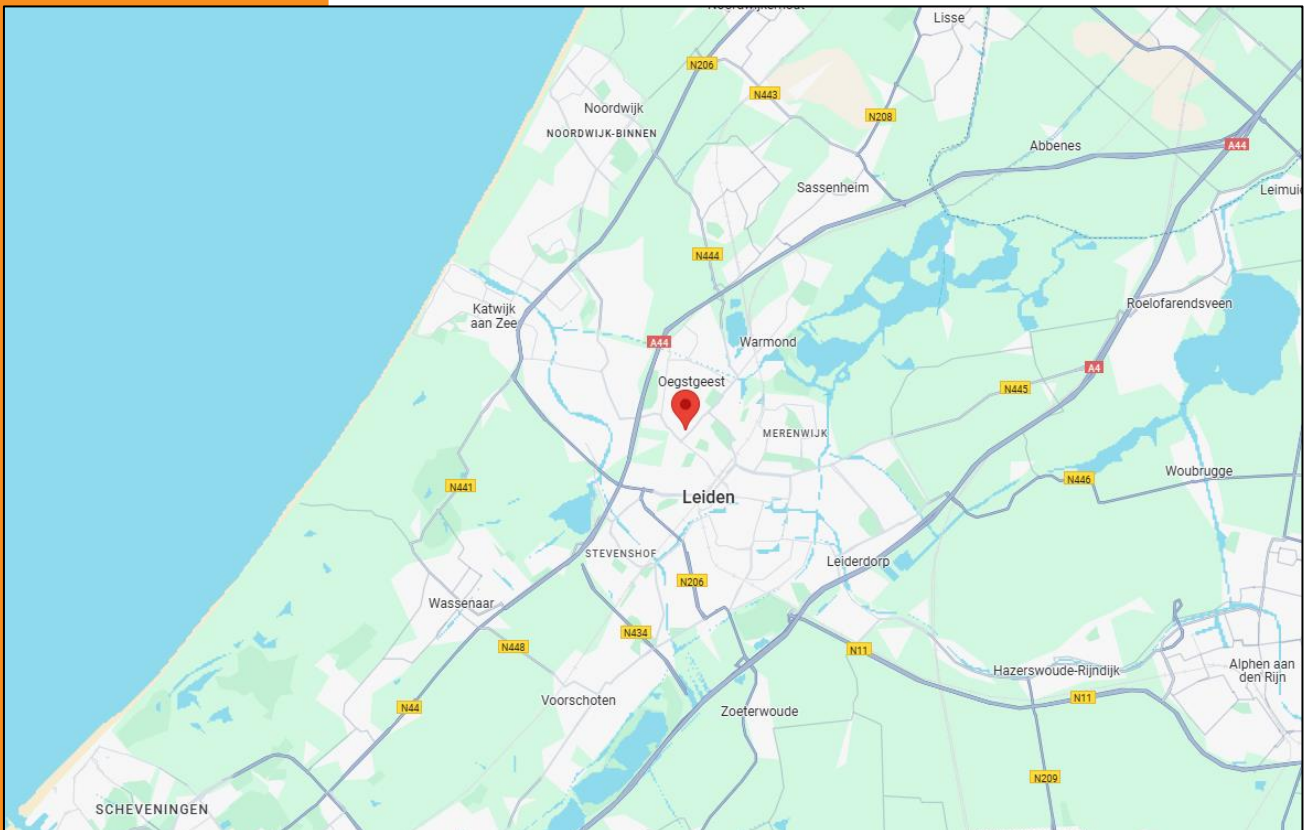 Noordwijkerhout
Lisse
N206
Noordwijk
N443
N208
NOORDWIJK-BINNEN
Abbenes
A44
Sassenheim
N444
Katwijk
aan Zee
Roelofarendsveen
A44
Warmond
A4
Oegstgeest
N445
MERENWIJK
Woubrugge
N441
N446
Leiden
STEVENSHOF
Leiderdorp
N206
Wassenaar
N434
N448
N11
Hazerswoude-Rijndijk
Alphen aan
den Rijn
Voorschoten
N11
N44
Zoeterwoude
N209
SCHEVENINGEN